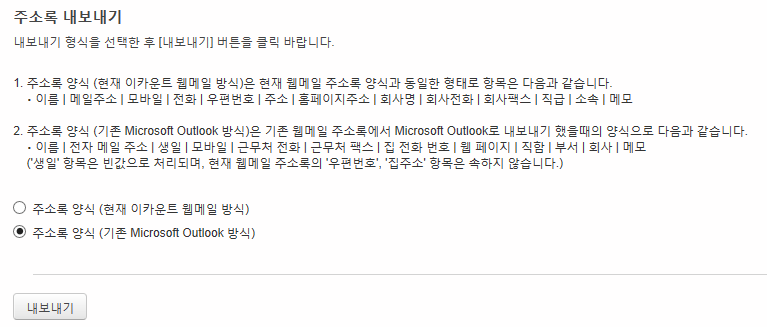 주소록 내보내기
내보내기 형식을 선택한 후 [내보내기] 버튼을 클릭 바랍니다.
1. 주소록 양식 (현재 이카운트 웹메일 방식)은 현재 웹메일 주소록 양식과 동일한 형태로 항목은 다음과 같습니다.
• 이름 | 메일주소 | 모바일 | 전화 | 우편번호 | 주소 | 홈페이지주소 | 회사명 | 회사전화 | 회사팩스 | 직급 | 소속 | 메모
2. 주소록 양식 (기존 Microsoft Outlook 방식)은 기존 웹메일 주소록에서 Microsoft Outlook로 내보내기 했을때의 양식으로 다음과 같습니다.
• 이름 | 전자 메일 주소 | 생일 | 모바일 | 근무처 전화 | 근무처 팩스 | 집 전화 번호 | 웹 페이지 | 직함 | 부서 | 회사 | 메모
('생일' 항목은 빈값으로 처리되며, 현재 웹메일 주소록의 '우편번호', '집주소' 항목은 속하지 않습니다.)
주소록 양식 (현재 이카운트 웹메일 방식)
주소록 양식 (기존 Microsoft Outlook 방식)
내보내기